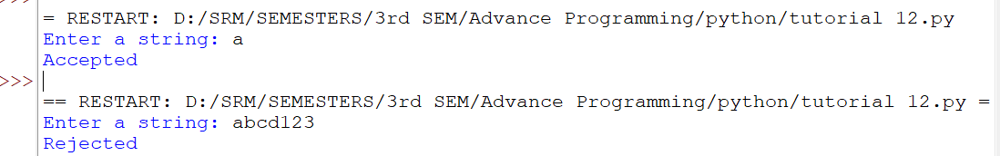 = RESTART: D:/SRM/SEMESTERS/3rd SEM/Advance Programming/python/tutorial 12.py
Enter a string: a
Accepted
>>>
== RESTART: D:/SRM/SEMESTERS/3rd SEM/Advance Programming/python/tutorial 12.py =
Enter a string: abcd123
Rejected